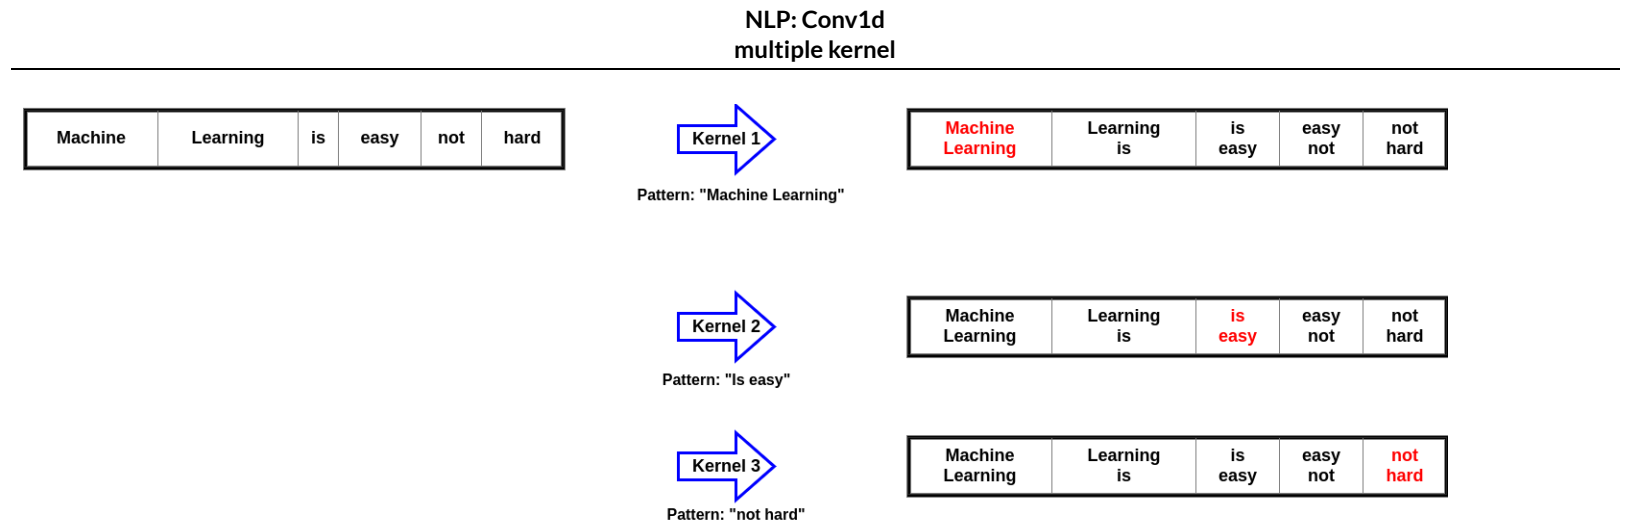 NLP: Conv1d
multiple kernel
Machine Learning is easy not hard
Kernel 1
Pattern: "Machine Learning"
Machine Learning is easy not
Learning is easy not hard
Kernel 2
Pattern: "Is easy"
Machine Learning is easy not
Learning is easy not hard
Kernel 3
Pattern: "not hard"
Machine Learning is easy not
Learning is easy not hard